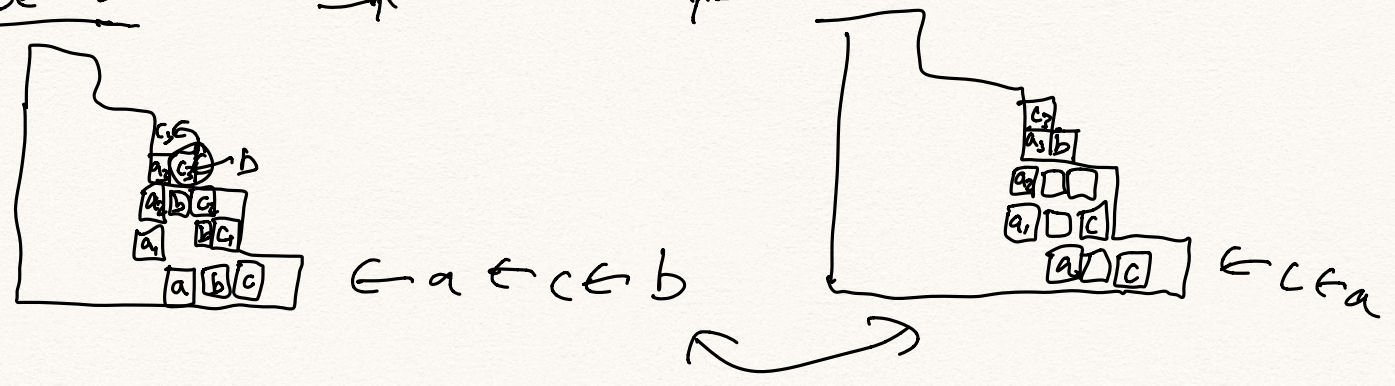 c₃ ←
a₃ c₃ b
a₂ b c₂
a₁ b c₁
a b c
← a ← c ← b
c₃
a₃ b
a₂
a₁ c
a c
← c ← a